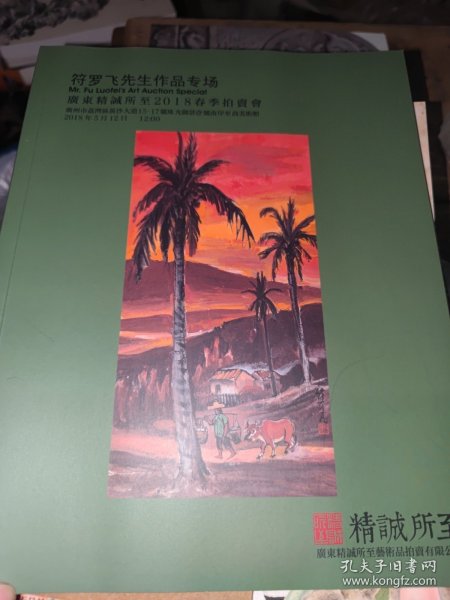 符罗飞先生作品专场
Mr. Fu Luofei's Art Auction Special
廣東精誠所至2018春季拍賣會
2018年5月12日 12:00
精誠所至
廣東精誠所至藝術品拍賣有限公
孔夫子旧书网
www.kongfz.com